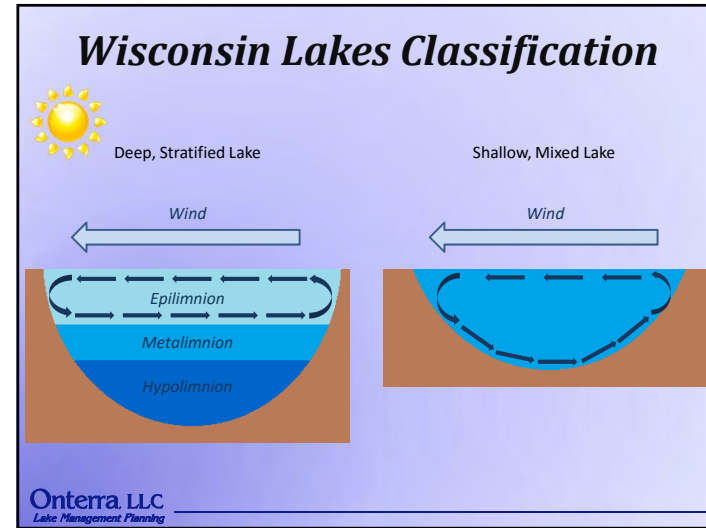 Wisconsin Lakes Classification
Deep, Stratified Lake
Shallow, Mixed Lake
Wind
Wind
Epilimnion
Metalimnion
Hypolimnion
Onterra, LLC
Lake Management Planning